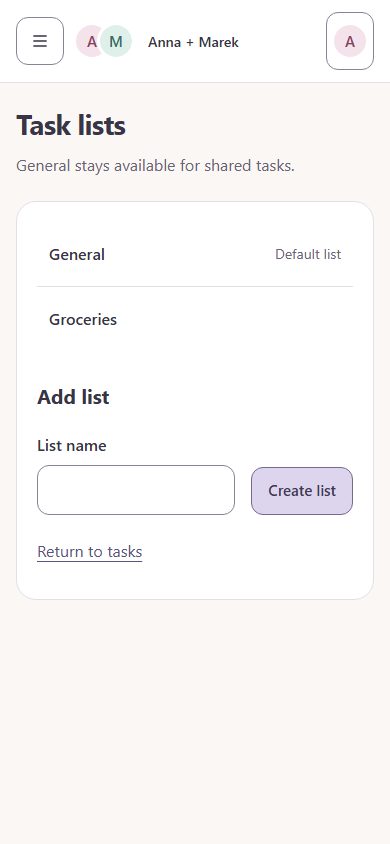 A M Anna + Marek A
Task lists
General stays available for shared tasks.
General Default list
Groceries
Add list
List name
Create list
Return to tasks